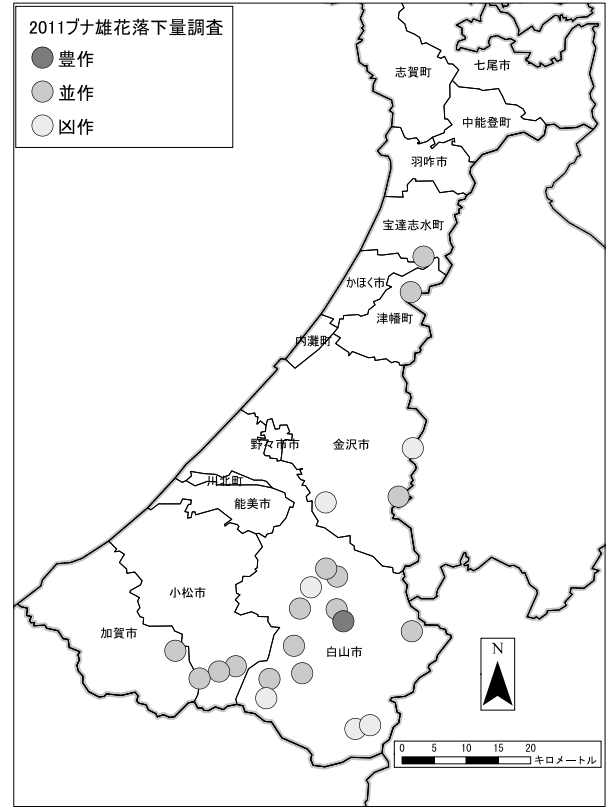 2011ブナ雄花落下量調査
豊作
並作
凶作
志賀町
七尾市
中能登町
羽咋市
宝達志水町
かほく市
津幡町
内灘町
野々市市
金沢市
川北町
能美市
小松市
加賀市
白山市
N
0 5 10 15 20
キロメートル